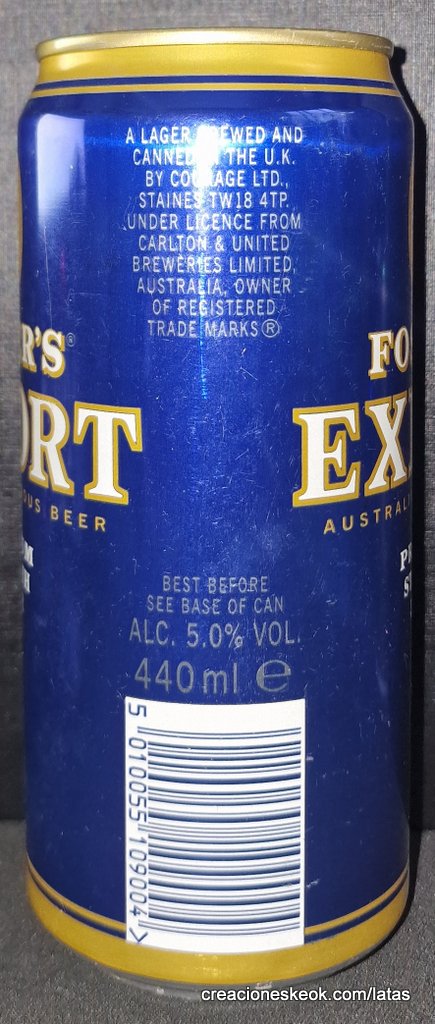 A LAGER BREWED AND
CANNED IN THE U.K.
BY COURAGE LTD.,
STAINES TW18 4TP.
UNDER LICENCE FROM
CARLTON & UNITED
BREWERIES LIMITED,
AUSTRALIA, OWNER
OF REGISTERED
TRADE MARKS ®
R'S®
ORT
OUS BEER
FO
EX
AUSTRAL
BEST BEFORE
SEE BASE OF CAN
ALC. 5.0% VOL.
440 ml e
5 010055 109004 >
creacioneskeok.com/latas